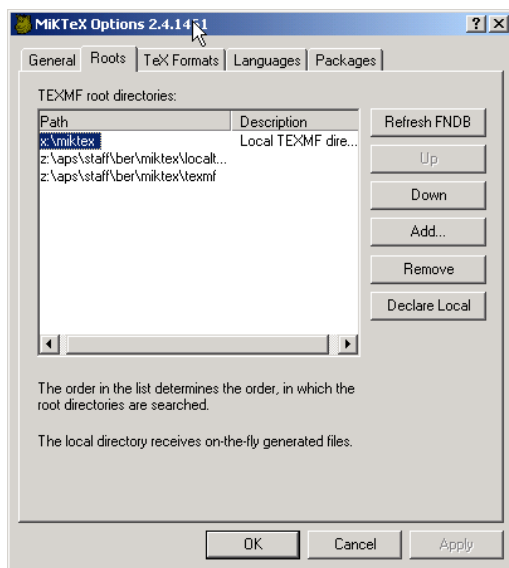 MiKTeX Options 2.4.1461
General Roots TeX Formats Languages Packages
TEXMF root directories:
Path Description
x:\miktex Local TEXMF dire...
z:\aps\staff\ber\miktex\localt...
z:\aps\staff\ber\miktex\texmf
Refresh FNDB
Up
Down
Add...
Remove
Declare Local
The order in the list determines the order, in which the
root directories are searched.
The local directory receives on-the-fly generated files.
OK Cancel Apply